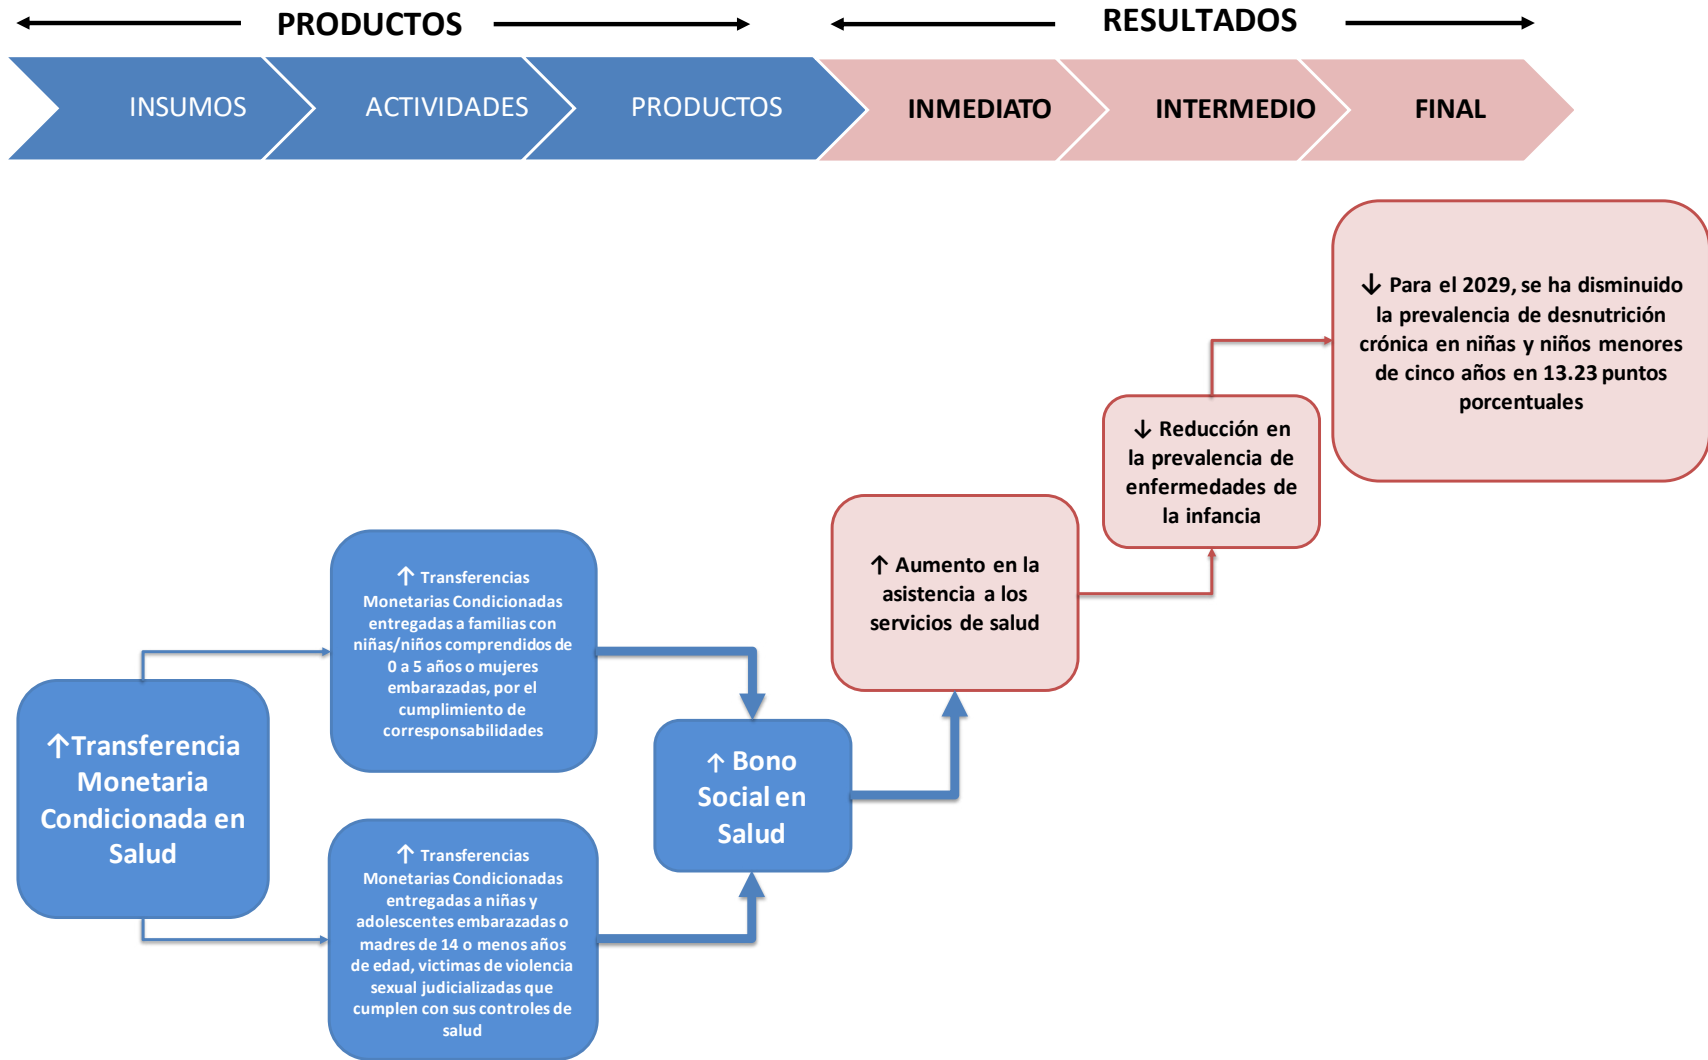 PRODUCTOS
RESULTADOS
INSUMOS
ACTIVIDADES
PRODUCTOS
INMEDIATO
INTERMEDIO
FINAL
↑Transferencia
Monetaria
Condicionada en
Salud
↑ Transferencias
Monetarias Condicionadas
entregadas a familias con
niñas/niños comprendidos de
0 a 5 años o mujeres
embarazadas, por el
cumplimiento de
corresponsabilidades
↑ Transferencias
Monetarias Condicionadas
entregadas a niñas y
adolescentes embarazadas o
madres de 14 o menos años
de edad, victimas de violencia
sexual judicializadas que
cumplen con sus controles de
salud
↑ Bono
Social en
Salud
↑ Aumento en la
asistencia a los
servicios de salud
↓ Reducción en
la prevalencia de
enfermedades de
la infancia
↓ Para el 2029, se ha disminuido
la prevalencia de desnutrición
crónica en niñas y niños menores
de cinco años en 13.23 puntos
porcentuales